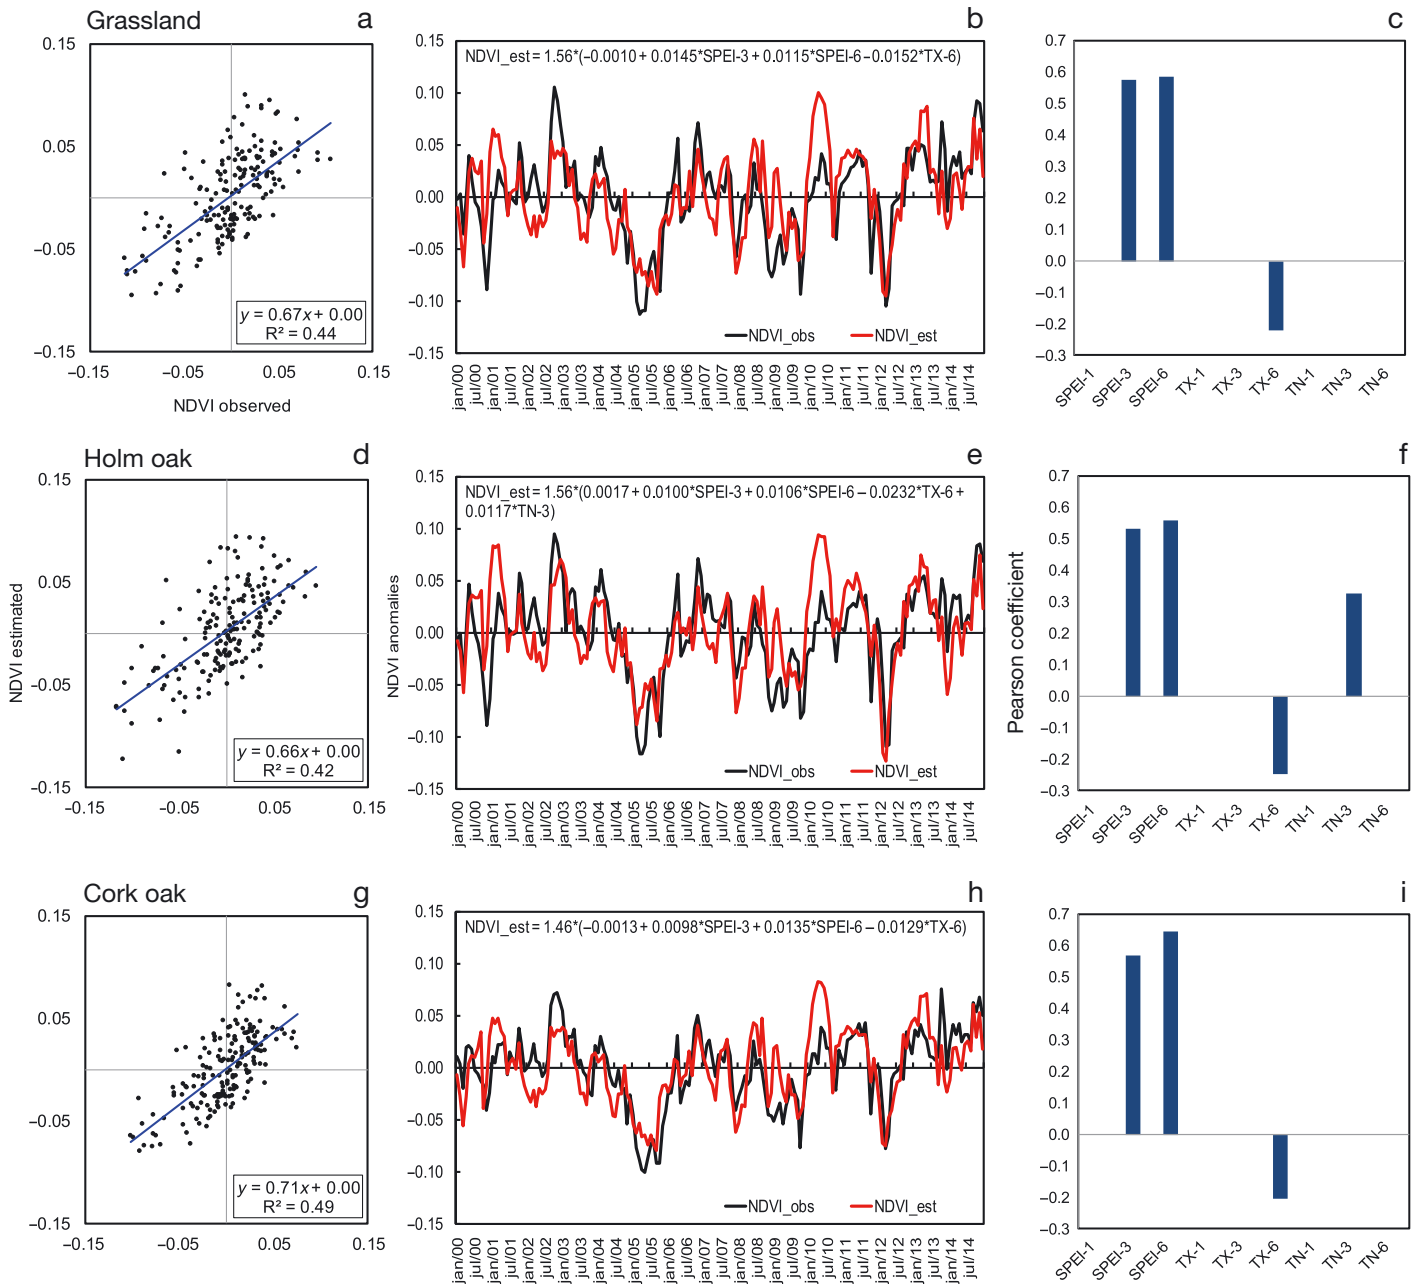 Grassland
a
0.15
0.05
−0.05
−0.15
−0.15
−0.05
0.05
0.15
y = 0.67x + 0.00
R² = 0.44
NDVI observed
b
NDVI_est = 1.56*(−0.0010 + 0.0145*SPEI-3 + 0.0115*SPEI-6 − 0.0152*TX-6)
0.15
0.10
0.05
0.00
−0.05
−0.10
−0.15
NDVI_obs
NDVI_est
jan/00
jul/00
jan/01
jul/01
jan/02
jul/02
jan/03
jul/03
jan/04
jul/04
jan/05
jul/05
jan/06
jul/06
jan/07
jul/07
jan/08
jul/08
jan/09
jul/09
jan/10
jul/10
jan/11
jul/11
jan/12
jul/12
jan/13
jul/13
jan/14
jul/14
c
0.7
0.6
0.5
0.4
0.3
0.2
0.1
0.0
−0.1
−0.2
−0.3
SPEI-1
SPEI-3
SPEI-6
TX-1
TX-3
TX-6
TN-1
TN-3
TN-6
Holm oak
d
NDVI estimated
0.15
0.05
−0.05
−0.15
−0.15
−0.05
0.05
0.15
y = 0.66x + 0.00
R² = 0.42
e
NDVI anomalies
NDVI_est = 1.56*(0.0017 + 0.0100*SPEI-3 + 0.0106*SPEI-6 − 0.0232*TX-6 +
0.0117*TN-3)
0.15
0.10
0.05
0.00
−0.05
−0.10
−0.15
NDVI_obs
NDVI_est
jan/00
jul/00
jan/01
jul/01
jan/02
jul/02
jan/03
jul/03
jan/04
jul/04
jan/05
jul/05
jan/06
jul/06
jan/07
jul/07
jan/08
jul/08
jan/09
jul/09
jan/10
jul/10
jan/11
jul/11
jan/12
jul/12
jan/13
jul/13
jan/14
jul/14
f
Pearson coefficient
0.7
0.6
0.5
0.4
0.3
0.2
0.1
0.0
−0.1
−0.2
−0.3
SPEI-1
SPEI-3
SPEI-6
TX-1
TX-3
TX-6
TN-1
TN-3
TN-6
Cork oak
g
0.15
0.05
−0.05
−0.15
−0.15
−0.05
0.05
0.15
y = 0.71x + 0.00
R² = 0.49
h
NDVI_est = 1.46*(−0.0013 + 0.0098*SPEI-3 + 0.0135*SPEI-6 − 0.0129*TX-6)
0.15
0.10
0.05
0.00
−0.05
−0.10
−0.15
NDVI_obs
NDVI_est
jan/00
jul/00
jan/01
jul/01
jan/02
jul/02
jan/03
jul/03
jan/04
jul/04
jan/05
jul/05
jan/06
jul/06
jan/07
jul/07
jan/08
jul/08
jan/09
jul/09
jan/10
jul/10
jan/11
jul/11
jan/12
jul/12
jan/13
jul/13
jan/14
jul/14
i
0.7
0.6
0.5
0.4
0.3
0.2
0.1
0.0
−0.1
−0.2
−0.3
SPEI-1
SPEI-3
SPEI-6
TX-1
TX-3
TX-6
TN-1
TN-3
TN-6